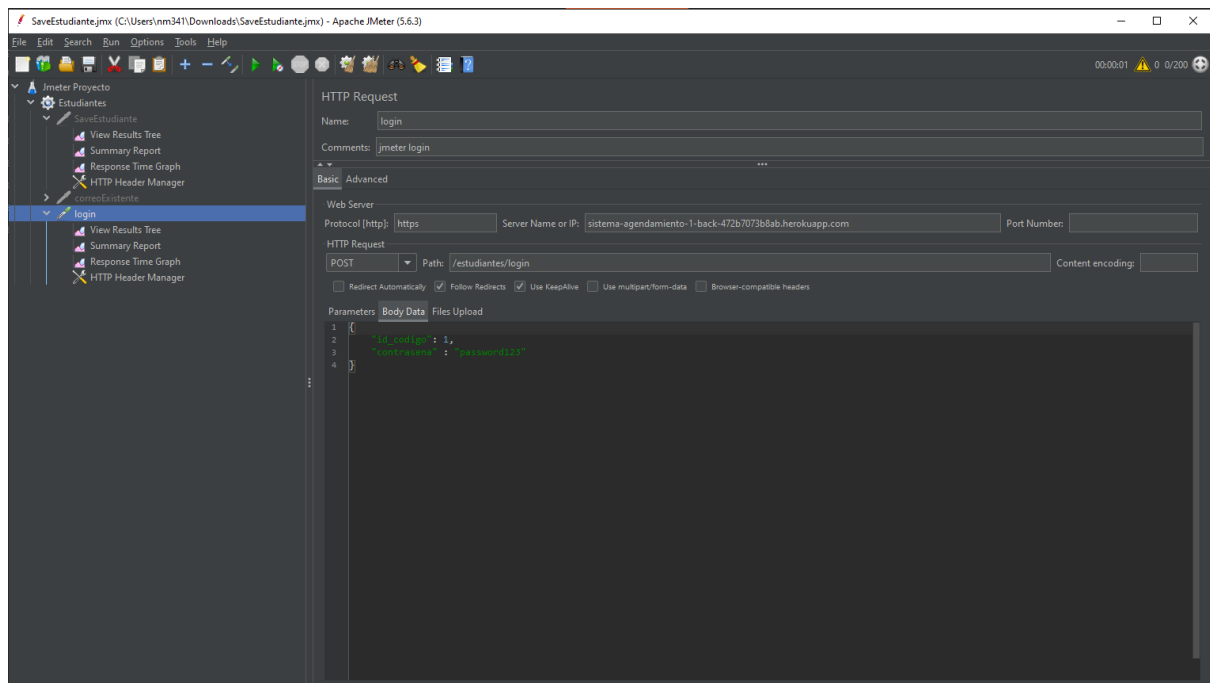 SaveEstudiante.jmx (C:\Users\nm341\Downloads\SaveEstudiante.jmx) - Apache JMeter (5.6.3)
File Edit Search Run Options Tools Help
00:00:01 0 0/200
Jmeter Proyecto
Estudiantes
SaveEstudiante
View Results Tree
Summary Report
Response Time Graph
HTTP Header Manager
correoExistente
login
View Results Tree
Summary Report
Response Time Graph
HTTP Header Manager
HTTP Request
Name: login
Comments: jmeter login
Basic Advanced
Web Server
Protocol [http]: https Server Name or IP: sistema-agendamiento-1-back-472b7073b8ab.herokuapp.com Port Number:
HTTP Request
POST Path: /estudiantes/login Content encoding:
Redirect Automatically Follow Redirects Use KeepAlive Use multipart/form-data Browser-compatible headers
Parameters Body Data Files Upload
1 {
2 "id_codigo": 1,
3 "contrasena" : "password123"
4 }